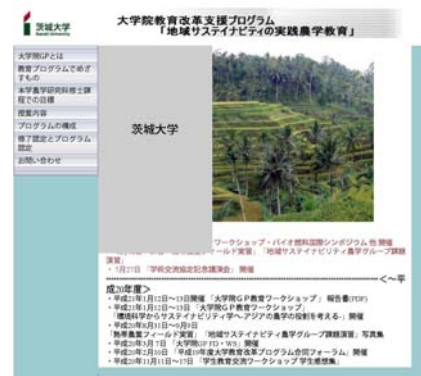 茨城大学
Ibaraki University
大学院教育改革支援プログラム
「地域サステイナビリティの実践農学教育」
大学院GPとは
教育プログラムでめざ
すもの
本学農学研究科修士課
程での目標
授業内容
プログラムの構成
修了認定とプログラム
認定
お問い合わせ
茨城大学
ワークショップ・バイオ燃料国際シンポジウム 他 開催
ィールド実習」「地域サステイナビリティ農学グループ課題
演習」
・ 7月27日 「学術交流協定記念講演会」 開催
<〜平
成20年度>
・平成21年1月12日〜13日開催 「大学院GP教育ワークショップ」 報告書(PDF)
・平成21年1月12日〜13日 「大学院GP教育ワークショップ」
「環境科学からサステイナビリティ学へ-アジアの農学の役割を考える-」開催
・平成20年8月31日〜9月9日
「熱帯農業フィールド実習」「地域サステイナビリティ農学グループ課題演習」写真集
・平成20年3月7日 「大学院GP FD・WS」開催
・平成20年2月10日 「平成19年度大学教育改革プログラム合同フォーラム」開催
・平成20年11月11日〜17日 「学生教育交流ワークショップ 学生感想集」